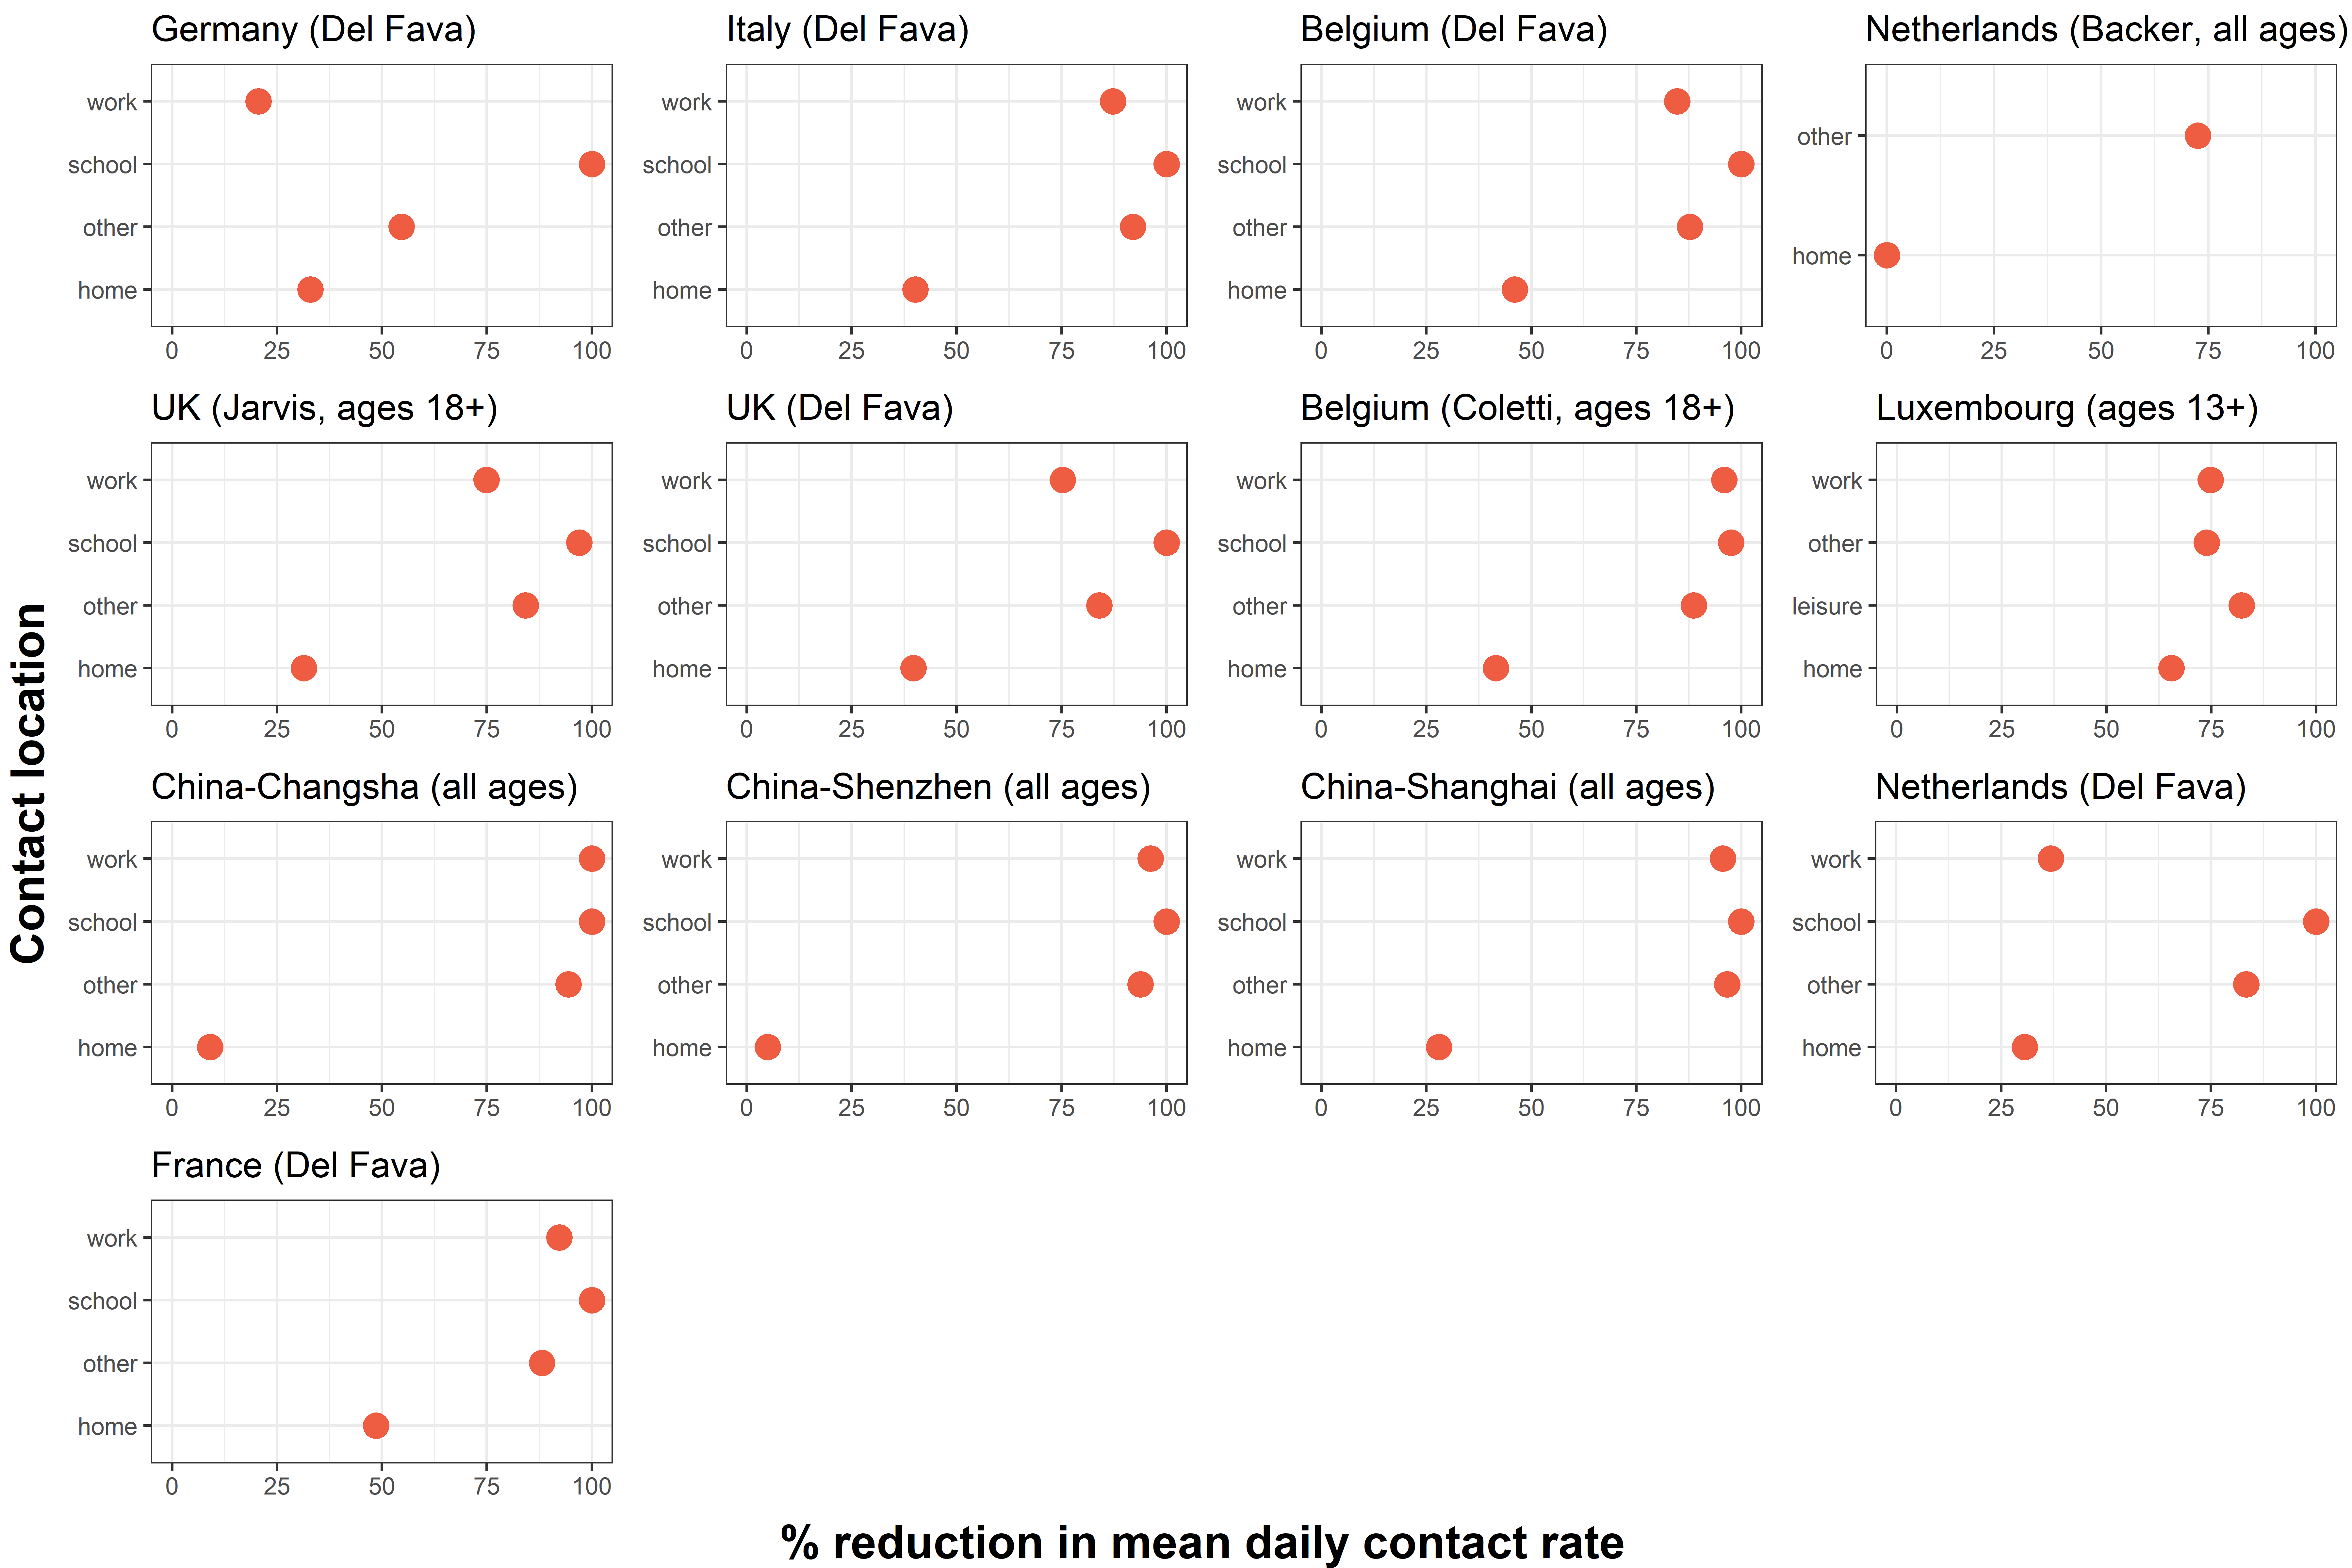 Germany (Del Fava)
work
school
other
home
0 25 50 75 100
Italy (Del Fava)
work
school
other
home
0 25 50 75 100
Belgium (Del Fava)
work
school
other
home
0 25 50 75 100
Netherlands (Backer, all ages)
other
home
0 25 50 75 100
UK (Jarvis, ages 18+)
work
school
other
home
0 25 50 75 100
UK (Del Fava)
work
school
other
home
0 25 50 75 100
Belgium (Coletti, ages 18+)
work
school
other
home
0 25 50 75 100
Luxembourg (ages 13+)
work
other
leisure
home
0 25 50 75 100
China-Changsha (all ages)
work
school
other
home
0 25 50 75 100
China-Shenzhen (all ages)
work
school
other
home
0 25 50 75 100
China-Shanghai (all ages)
work
school
other
home
0 25 50 75 100
Netherlands (Del Fava)
work
school
other
home
0 25 50 75 100
France (Del Fava)
work
school
other
home
0 25 50 75 100
Contact location
% reduction in mean daily contact rate